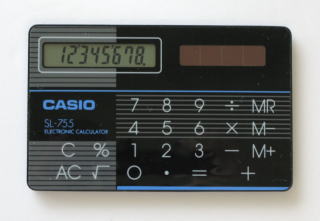 12345678.
CASIO 7 8 9 ÷ MR
SL-755
ELECTRONIC CALCULATOR 4 5 6 × M−
C % 1 2 3 − M+
AC √ 0 · = +